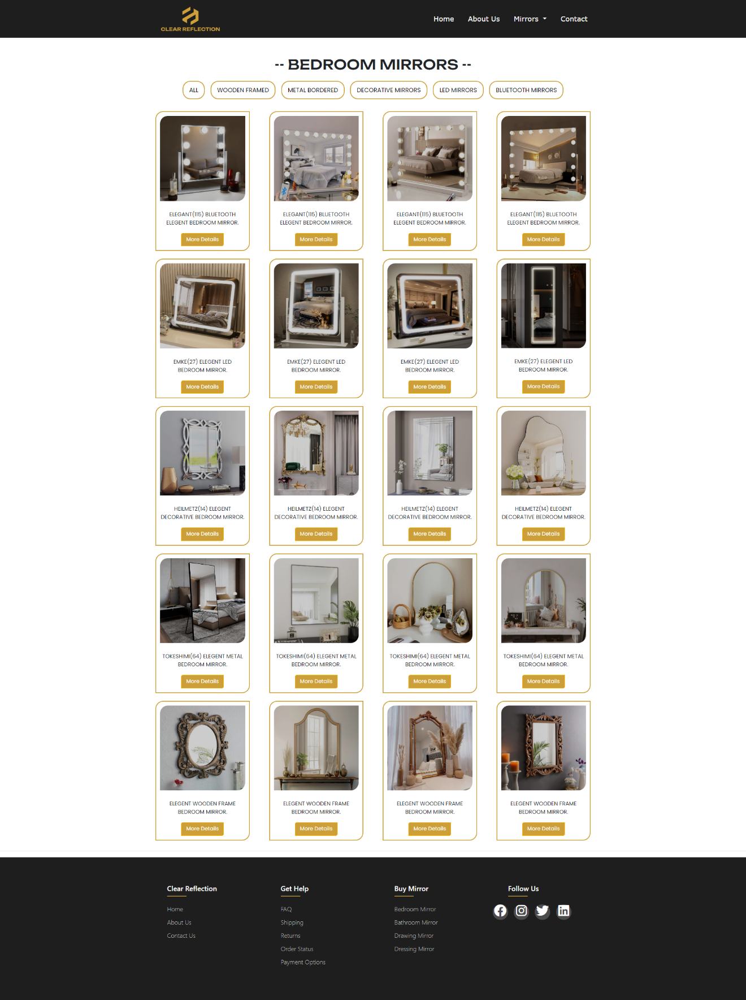 CLEAR REFLECTION
Home About Us Mirrors Contact
-- BEDROOM MIRRORS --
ALL WOODEN FRAMED METAL BORDERED DECORATIVE MIRRORS LED MIRRORS BLUETOOTH MIRRORS
ELEGANT(115) BLUETOOTH
ELEGENT BEDROOM MIRROR.
More Details
ELEGANT(115) BLUETOOTH
ELEGENT BEDROOM MIRROR.
More Details
ELEGANT(115) BLUETOOTH
ELEGENT BEDROOM MIRROR.
More Details
ELEGANT(115) BLUETOOTH
ELEGENT BEDROOM MIRROR.
More Details
EMKE(27) ELEGENT LED
BEDROOM MIRROR.
More Details
EMKE(27) ELEGENT LED
BEDROOM MIRROR.
More Details
EMKE(27) ELEGENT LED
BEDROOM MIRROR.
More Details
EMKE(27) ELEGENT LED
BEDROOM MIRROR.
More Details
HEILMETZ(14) ELEGENT
DECORATIVE BEDROOM MIRROR.
More Details
HEILMETZ(14) ELEGENT
DECORATIVE BEDROOM MIRROR.
More Details
HEILMETZ(14) ELEGENT
DECORATIVE BEDROOM MIRROR.
More Details
HEILMETZ(14) ELEGENT
DECORATIVE BEDROOM MIRROR.
More Details
TOKESHIMI(64) ELEGENT METAL
BEDROOM MIRROR.
More Details
TOKESHIMI(64) ELEGENT METAL
BEDROOM MIRROR.
More Details
TOKESHIMI(64) ELEGENT METAL
BEDROOM MIRROR.
More Details
TOKESHIMI(64) ELEGENT METAL
BEDROOM MIRROR.
More Details
ELEGENT WOODEN FRAME
BEDROOM MIRROR.
More Details
ELEGENT WOODEN FRAME
BEDROOM MIRROR.
More Details
ELEGENT WOODEN FRAME
BEDROOM MIRROR.
More Details
ELEGENT WOODEN FRAME
BEDROOM MIRROR.
More Details
Clear Reflection
Home
About Us
Contact Us
Get Help
FAQ
Shipping
Returns
Order Status
Payment Options
Buy Mirror
Bedroom Mirror
Bathroom Mirror
Drawing Mirror
Dressing Mirror
Follow Us